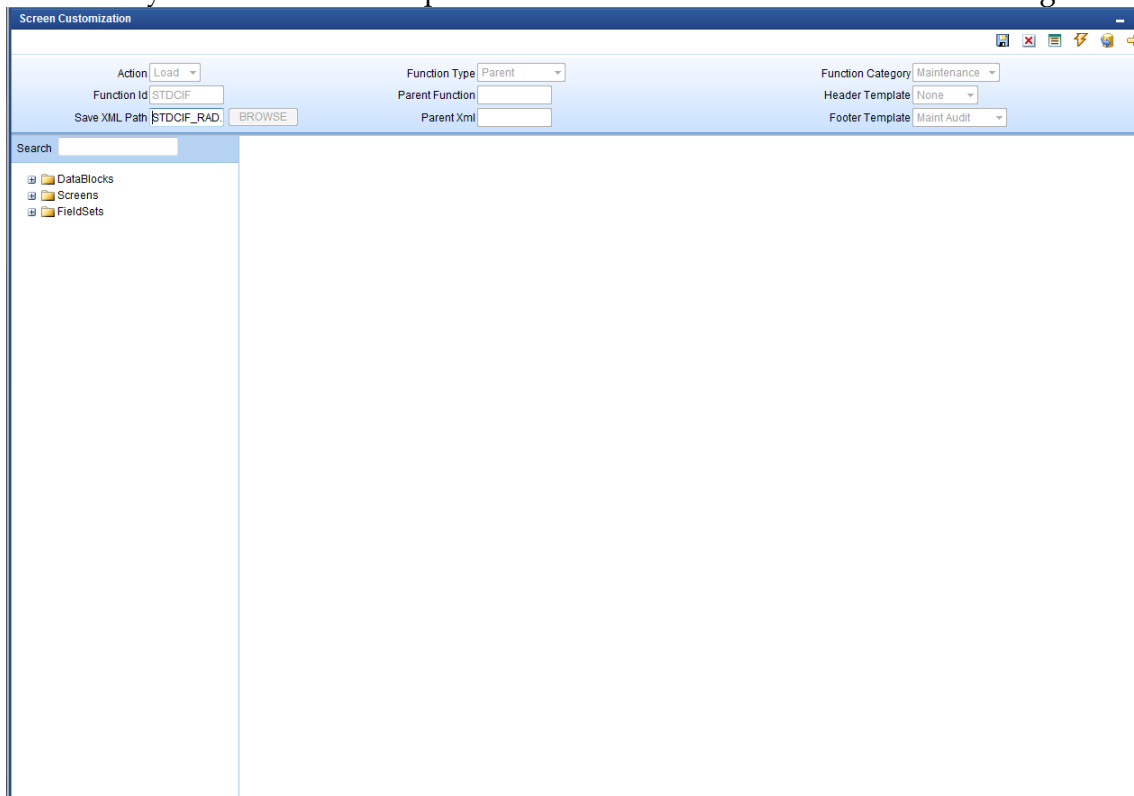 Screen Customization
Action Load Function Type Parent Function Category Maintenance
Function Id STDCIF Parent Function Header Template None
Save XML Path STDCIF_RAD. BROWSE Parent Xml Footer Template Maint Audit
Search
DataBlocks
Screens
FieldSets